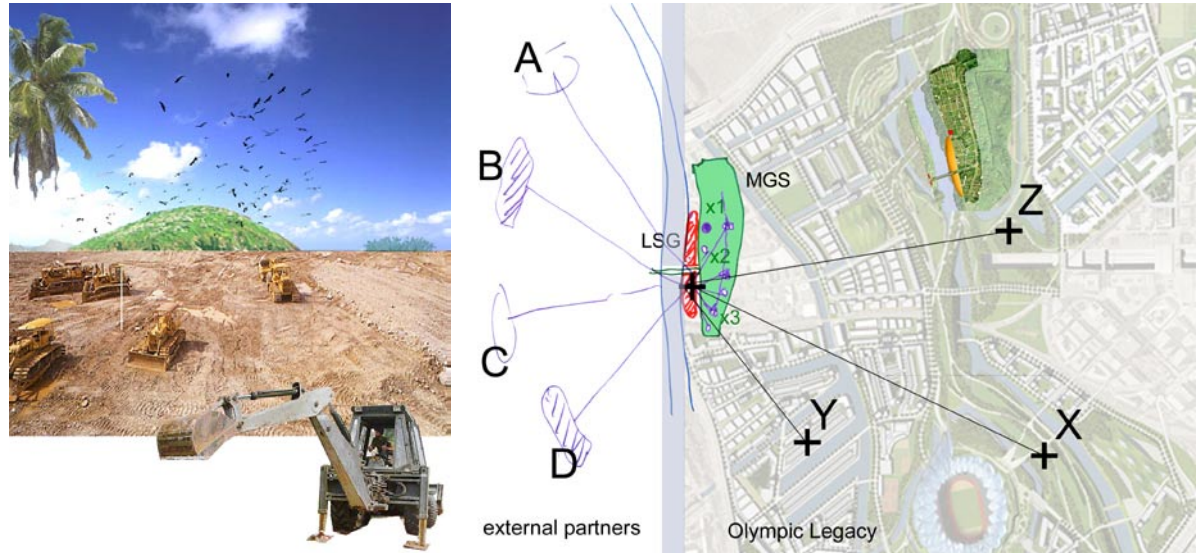 A
B
MGS
x1
Z
LSG
x2
x3
C
Y
X
D
external partners
Olympic Legacy